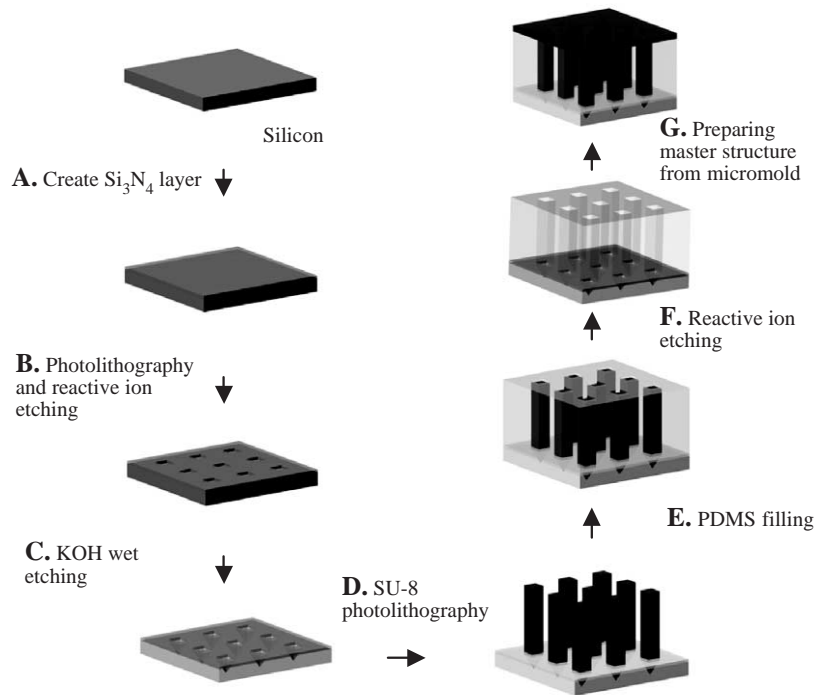 Silicon
A. Create Si₃N₄ layer
B. Photolithography
and reactive ion
etching
C. KOH wet
etching
D. SU-8
photolithography
E. PDMS filling
F. Reactive ion
etching
G. Preparing
master structure
from micromold